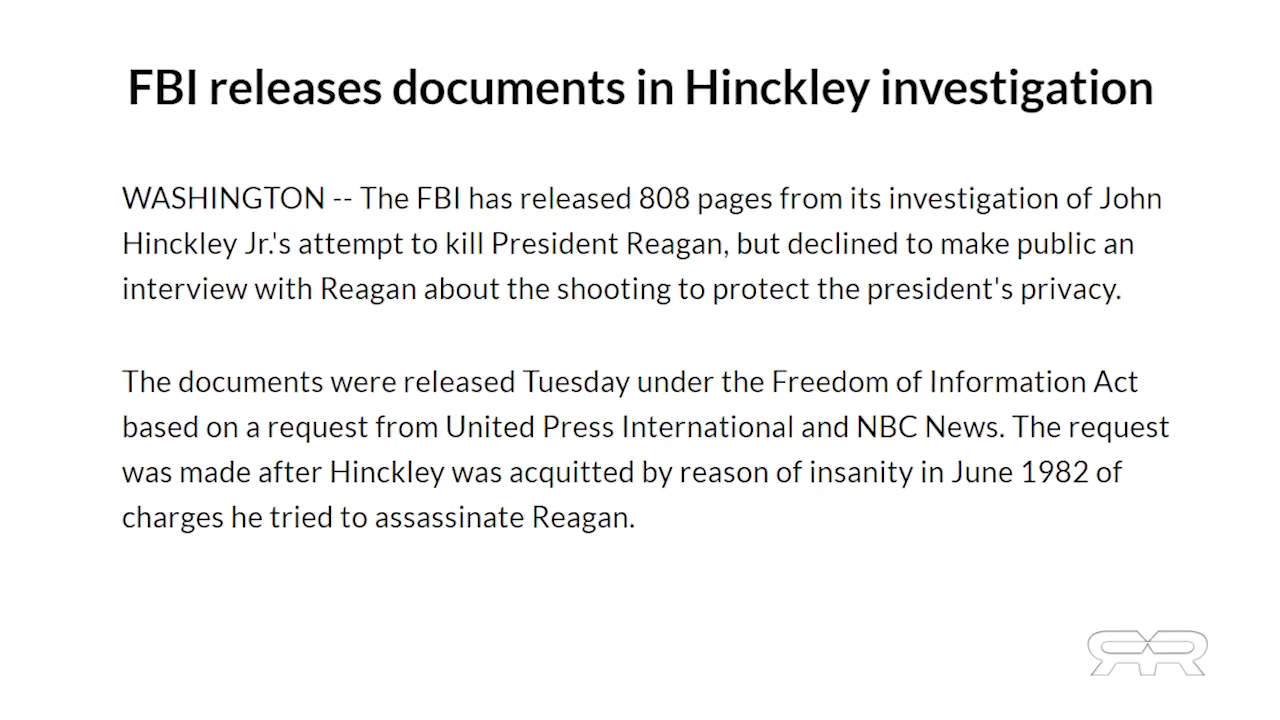 FBI releases documents in Hinckley investigation
WASHINGTON -- The FBI has released 808 pages from its investigation of John
Hinckley Jr.'s attempt to kill President Reagan, but declined to make public an
interview with Reagan about the shooting to protect the president's privacy.
The documents were released Tuesday under the Freedom of Information Act
based on a request from United Press International and NBC News. The request
was made after Hinckley was acquitted by reason of insanity in June 1982 of
charges he tried to assassinate Reagan.
RR